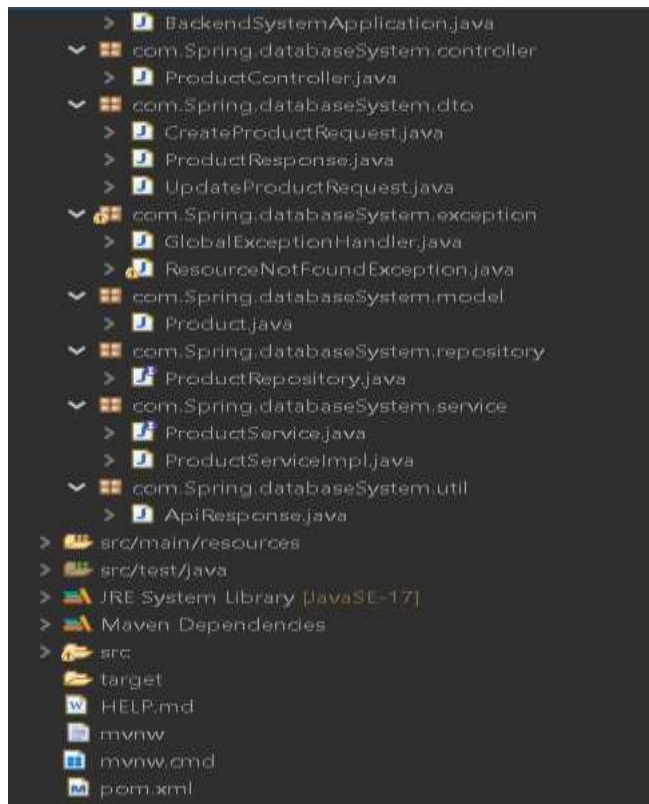 BackendSystemApplication.java
com.Spring.databaseSystem.controller
ProductController.java
com.Spring.databaseSystem.dto
CreateProductRequest.java
ProductResponse.java
UpdateProductRequest.java
com.Spring.databaseSystem.exception
GlobalExceptionHandler.java
ResourceNotFoundException.java
com.Spring.databaseSystem.model
Product.java
com.Spring.databaseSystem.repository
ProductRepository.java
com.Spring.databaseSystem.service
ProductService.java
ProductServiceImpl.java
com.Spring.databaseSystem.util
ApiResponse.java
src/main/resources
src/test/java
JRE System Library [JavaSE-17]
Maven Dependencies
src
target
HELP.md
mvnw
mvnw.cmd
pom.xml